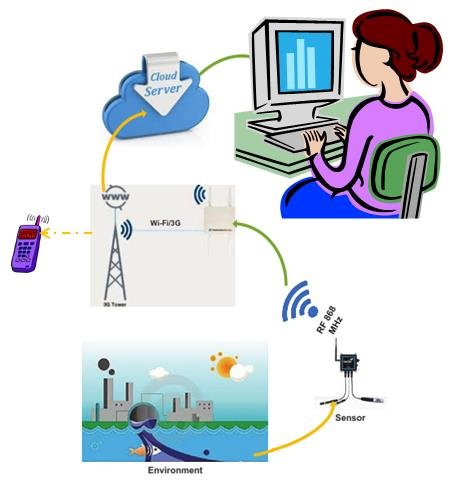 Cloud
Server
WWW
Wi-Fi/3G
3G Tower
RF 868
MHz
Sensor
Environment